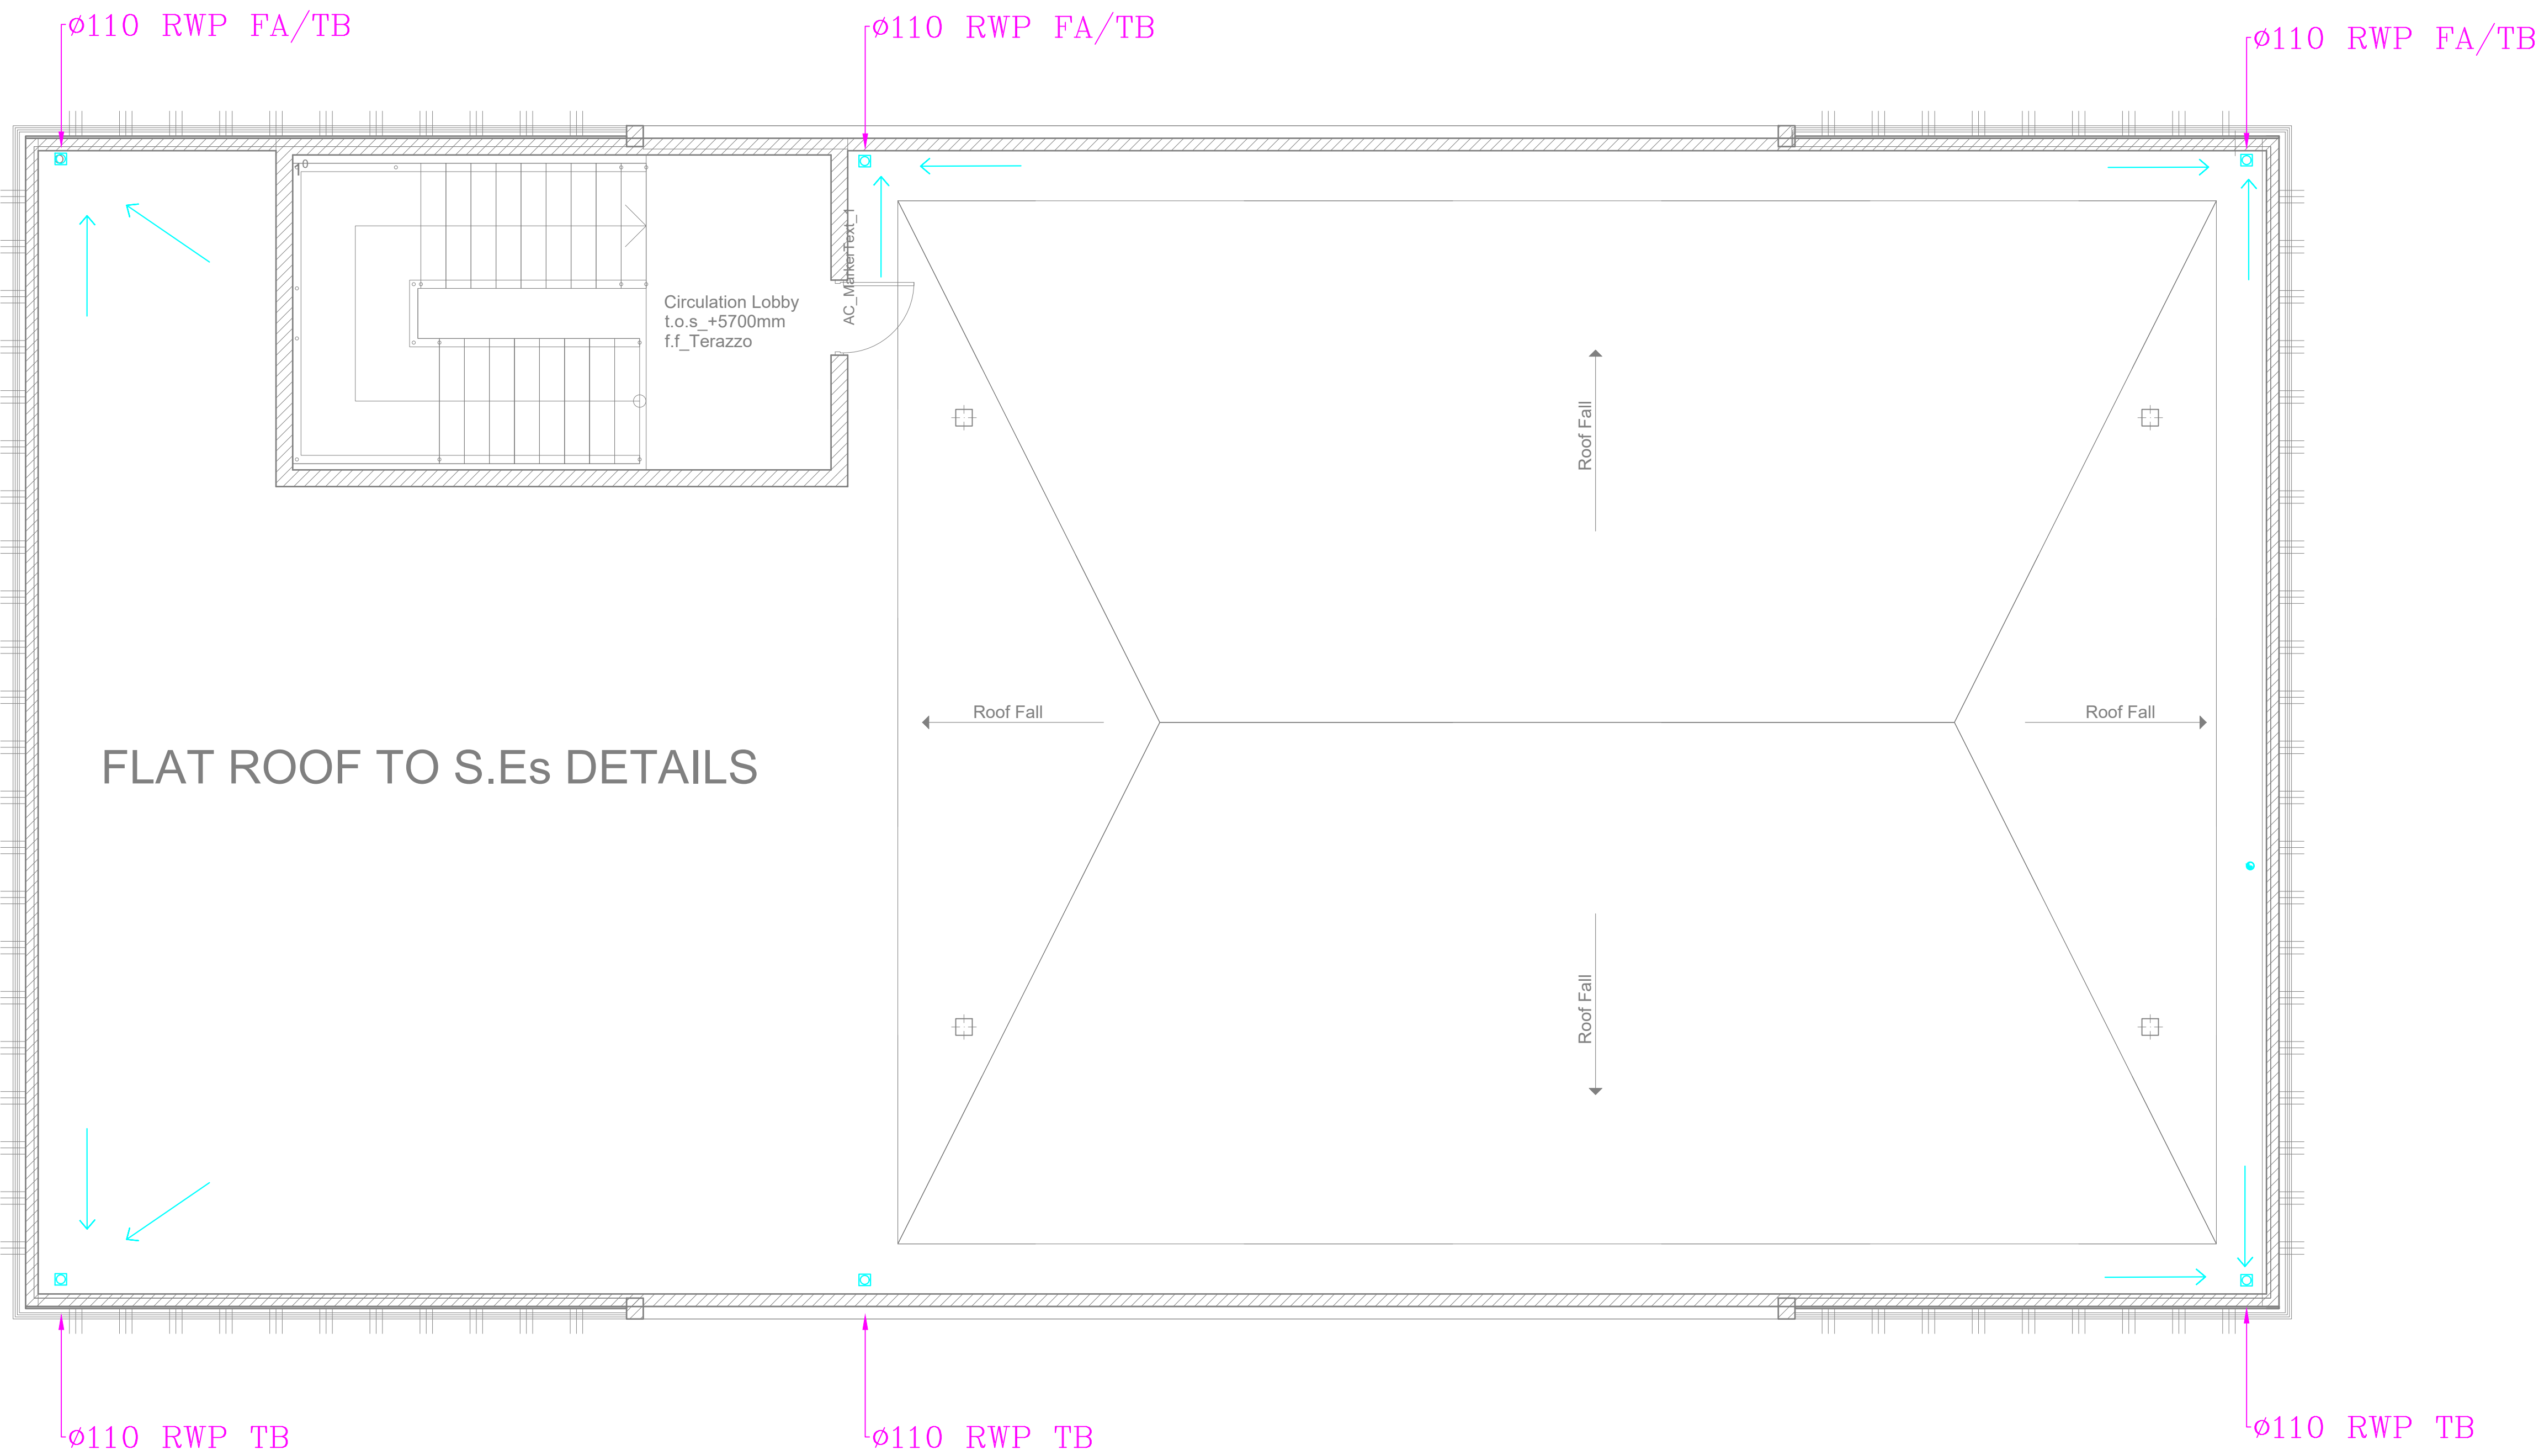 ø110 RWP FA/TB
ø110 RWP FA/TB
ø110 RWP FA/TB
1⁰
AC_MarkerText_1
Circulation Lobby
t.o.s_+5700mm
f.f_Terazzo
Roof Fall
Roof Fall
Roof Fall
FLAT ROOF TO S.Es DETAILS
Roof Fall
ø110 RWP TB
ø110 RWP TB
ø110 RWP TB